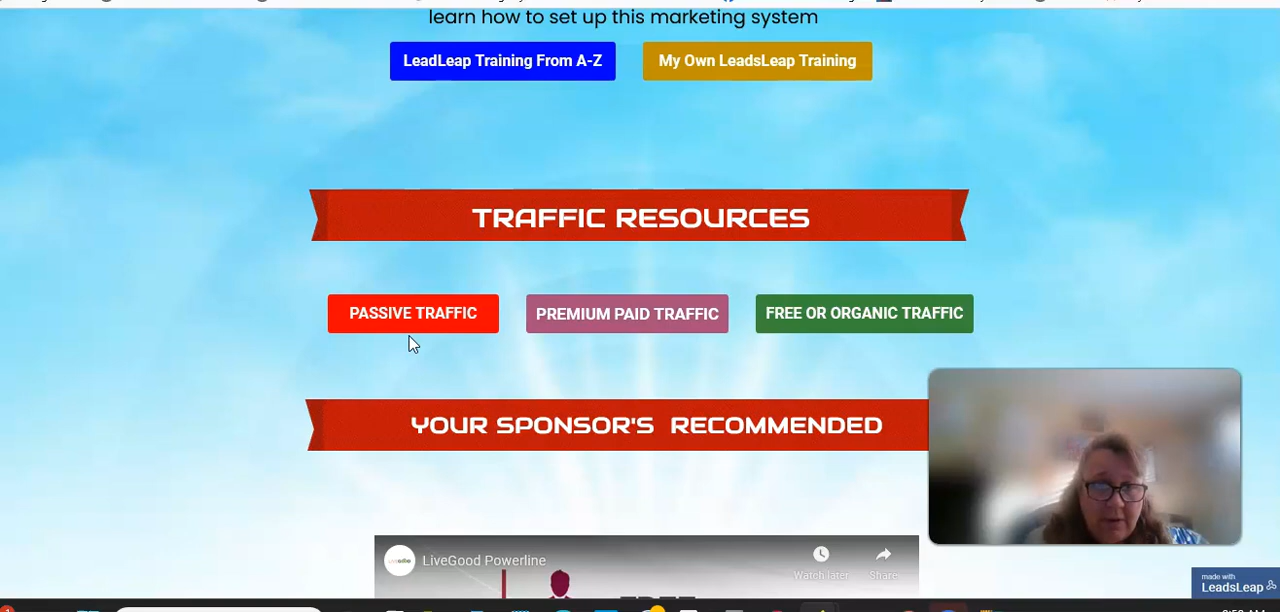 learn how to set up this marketing system
LeadLeap Training From A-Z
My Own LeadsLeap Training
TRAFFIC RESOURCES
PASSIVE TRAFFIC
PREMIUM PAID TRAFFIC
FREE OR ORGANIC TRAFFIC
YOUR SPONSOR'S RECOMMENDED
LiveGood Powerline
Watch later
Share
FREE
made with
LeadsLeap